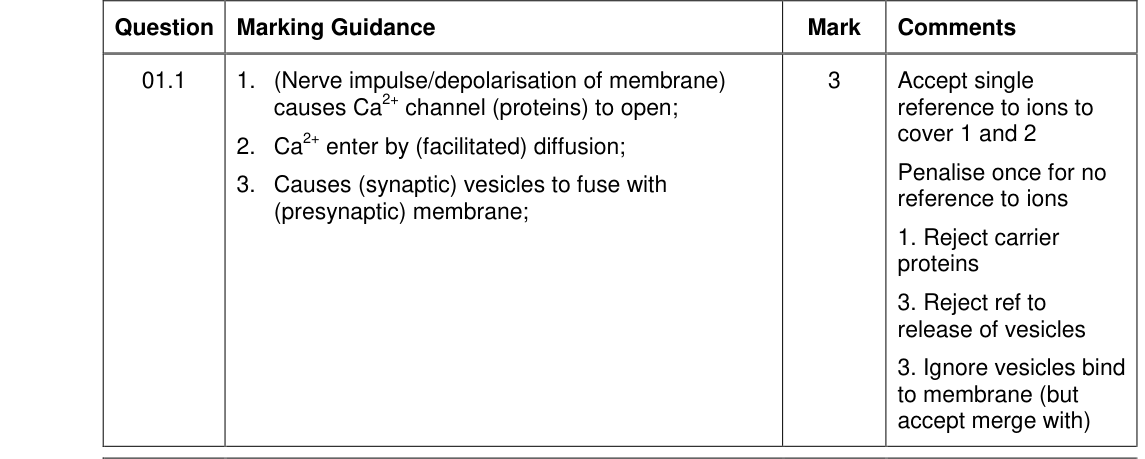 Question Marking Guidance Mark Comments
01.1 1. (Nerve impulse/depolarisation of membrane) causes Ca2+ channel (proteins) to open;
2. Ca2+ enter by (facilitated) diffusion;
3. Causes (synaptic) vesicles to fuse with
(presynaptic) membrane;
3
Accept single
reference to ions to
cover 1 and 2
Penalise once for no
reference to ions
1. Reject carrier
proteins
3. Reject ref to
release of vesicles
3. Ignore vesicles bind
to membrane (but
accept merge with)